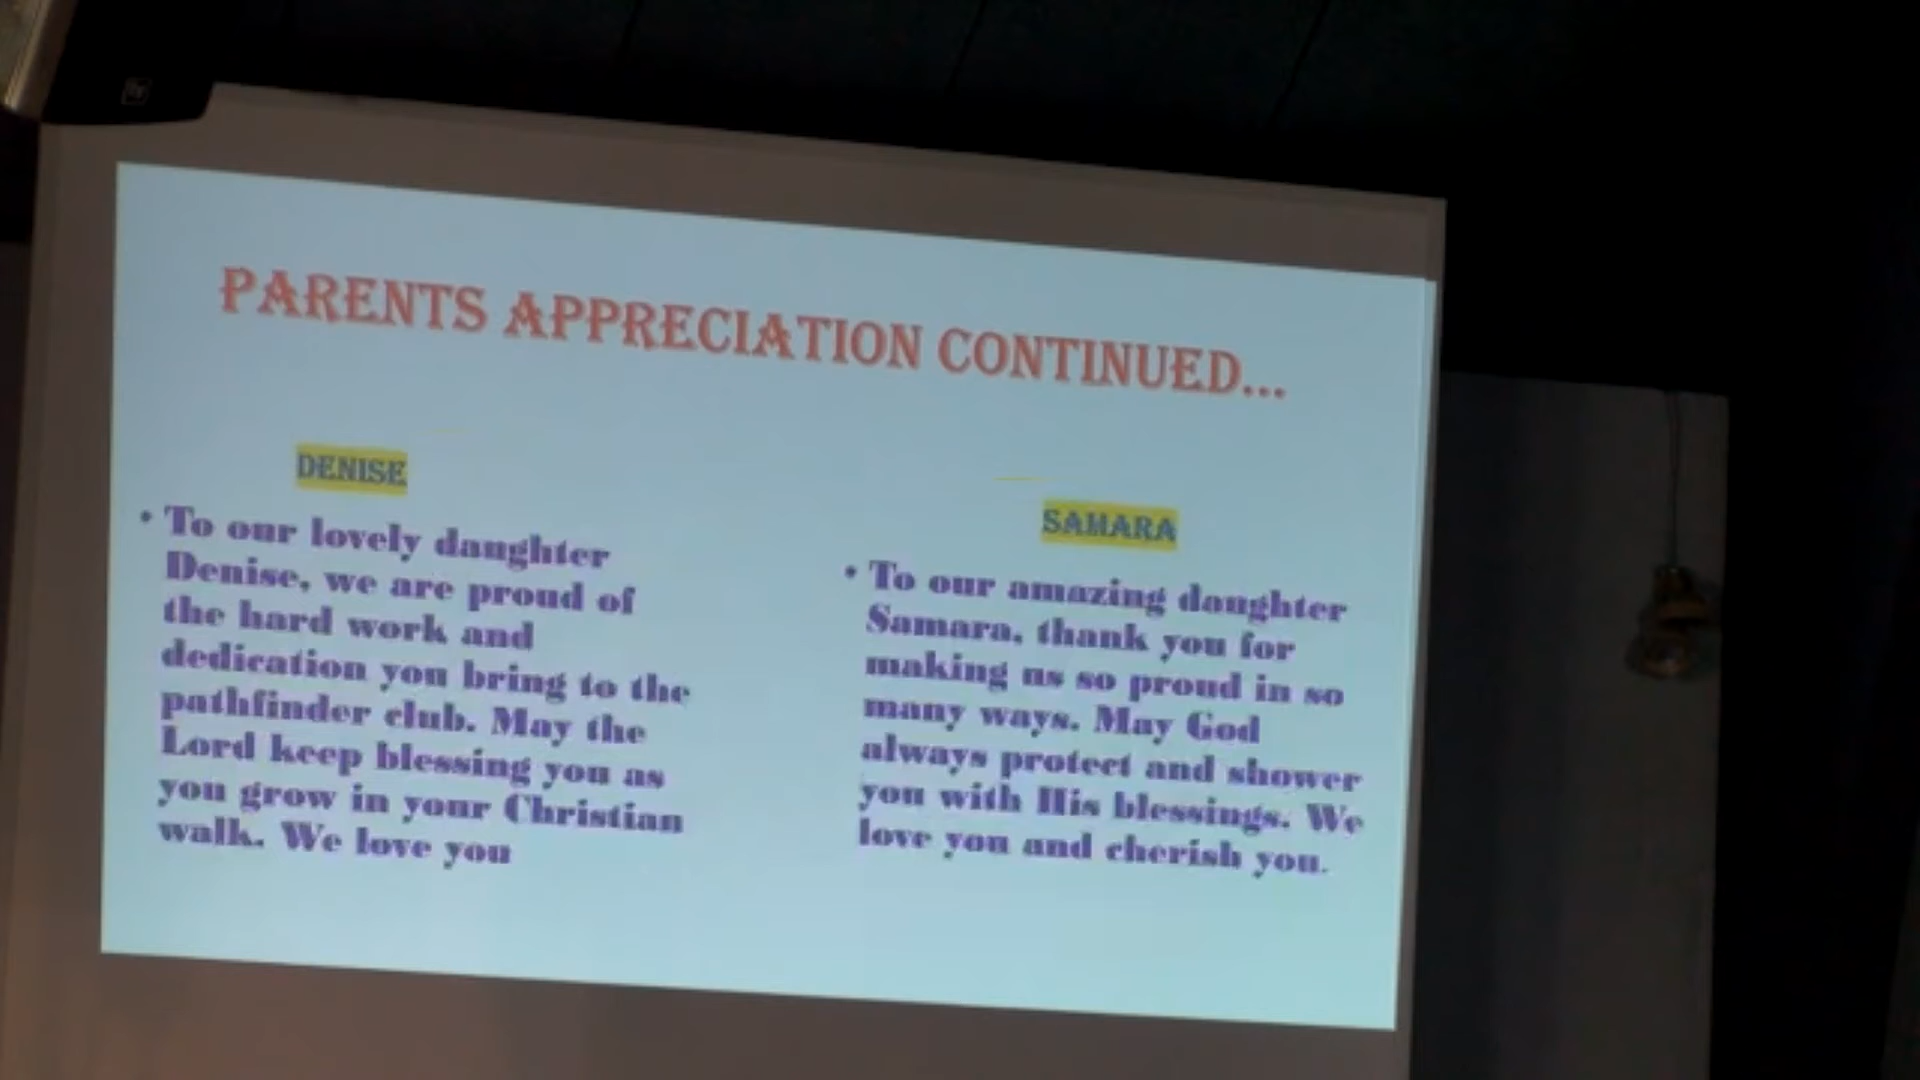 PARENTS APPRECIATION CONTINUED...
DENISE
• To our lovely daughter
Denise, we are proud of
the hard work and
dedication you bring to the
pathfinder club. May the
Lord keep blessing you as
you grow in your Christian
walk. We love you
SAHARA
• To our amazing daughter
Samara, thank you for
making us so proud in so
many ways. May God
always protect and shower
you with His blessings. We
love you and cherish you.